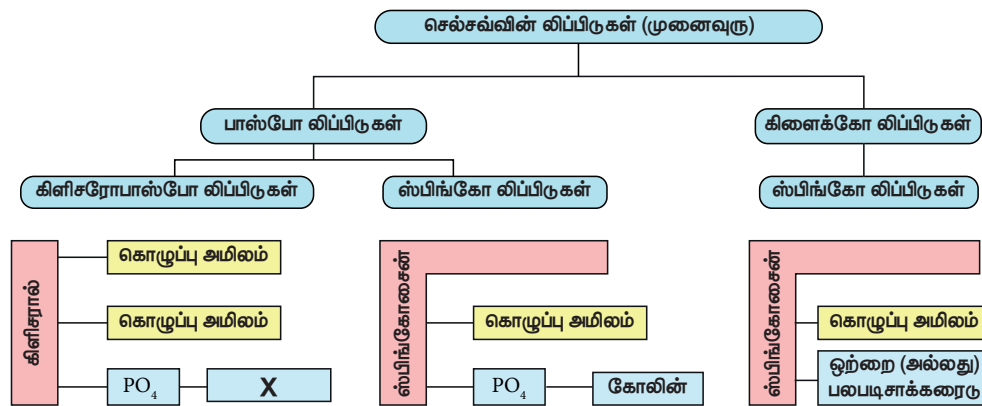 செல்சவ்வின் லிப்பிடுகள் (முனைவுரு)
பாஸ்போ லிப்பிடுகள்
கிளைக்கோ லிப்பிடுகள்
கிளிசரோபாஸ்போ லிப்பிடுகள்
ஸ்பிங்கோ லிப்பிடுகள்
ஸ்பிங்கோ லிப்பிடுகள்
கிளிசரால்
கொழுப்பு அமிலம்
கொழுப்பு அமிலம்
PO₄
X
ஸ்பிங்கோசைன்
கொழுப்பு அமிலம்
PO₄
கோலின்
ஸ்பிங்கோசைன்
கொழுப்பு அமிலம்
ஒற்றை (அல்லது)
பலபடிசாக்கரைடு